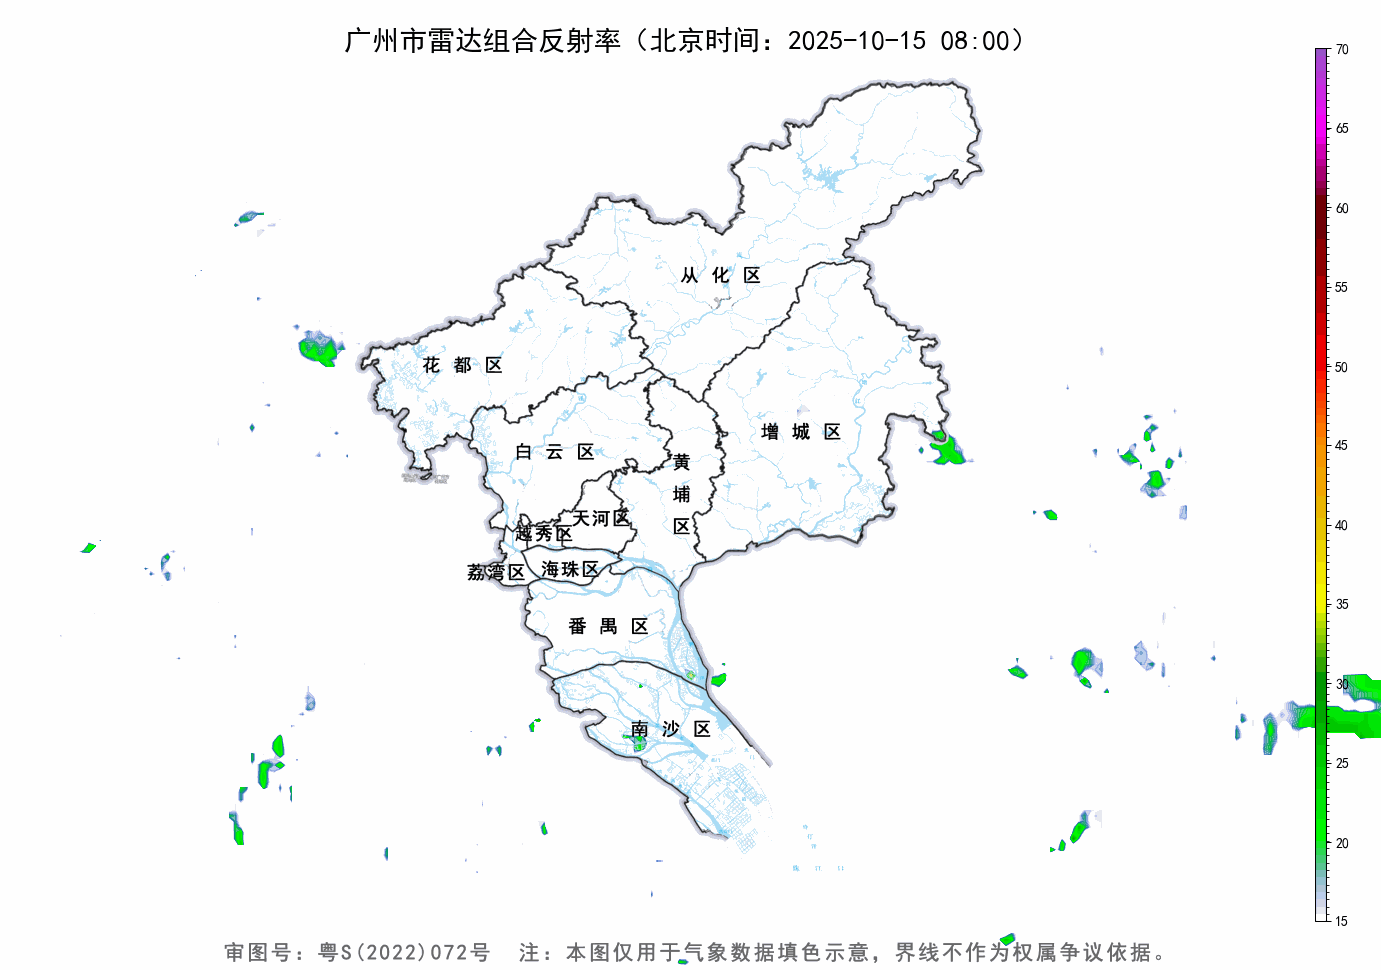 广州市雷达组合反射率（北京时间：2025-10-15 08:00）
70
65
60
55
50
45
40
35
30
25
20
15
从化区
花都区
增城区
白云区
黄埔区
天河区
越秀区
荔湾区
海珠区
番禺区
南沙区
审图号：粤S(2022)072号 注：本图仅用于气象数据填色示意，界线不作为权属争议依据。